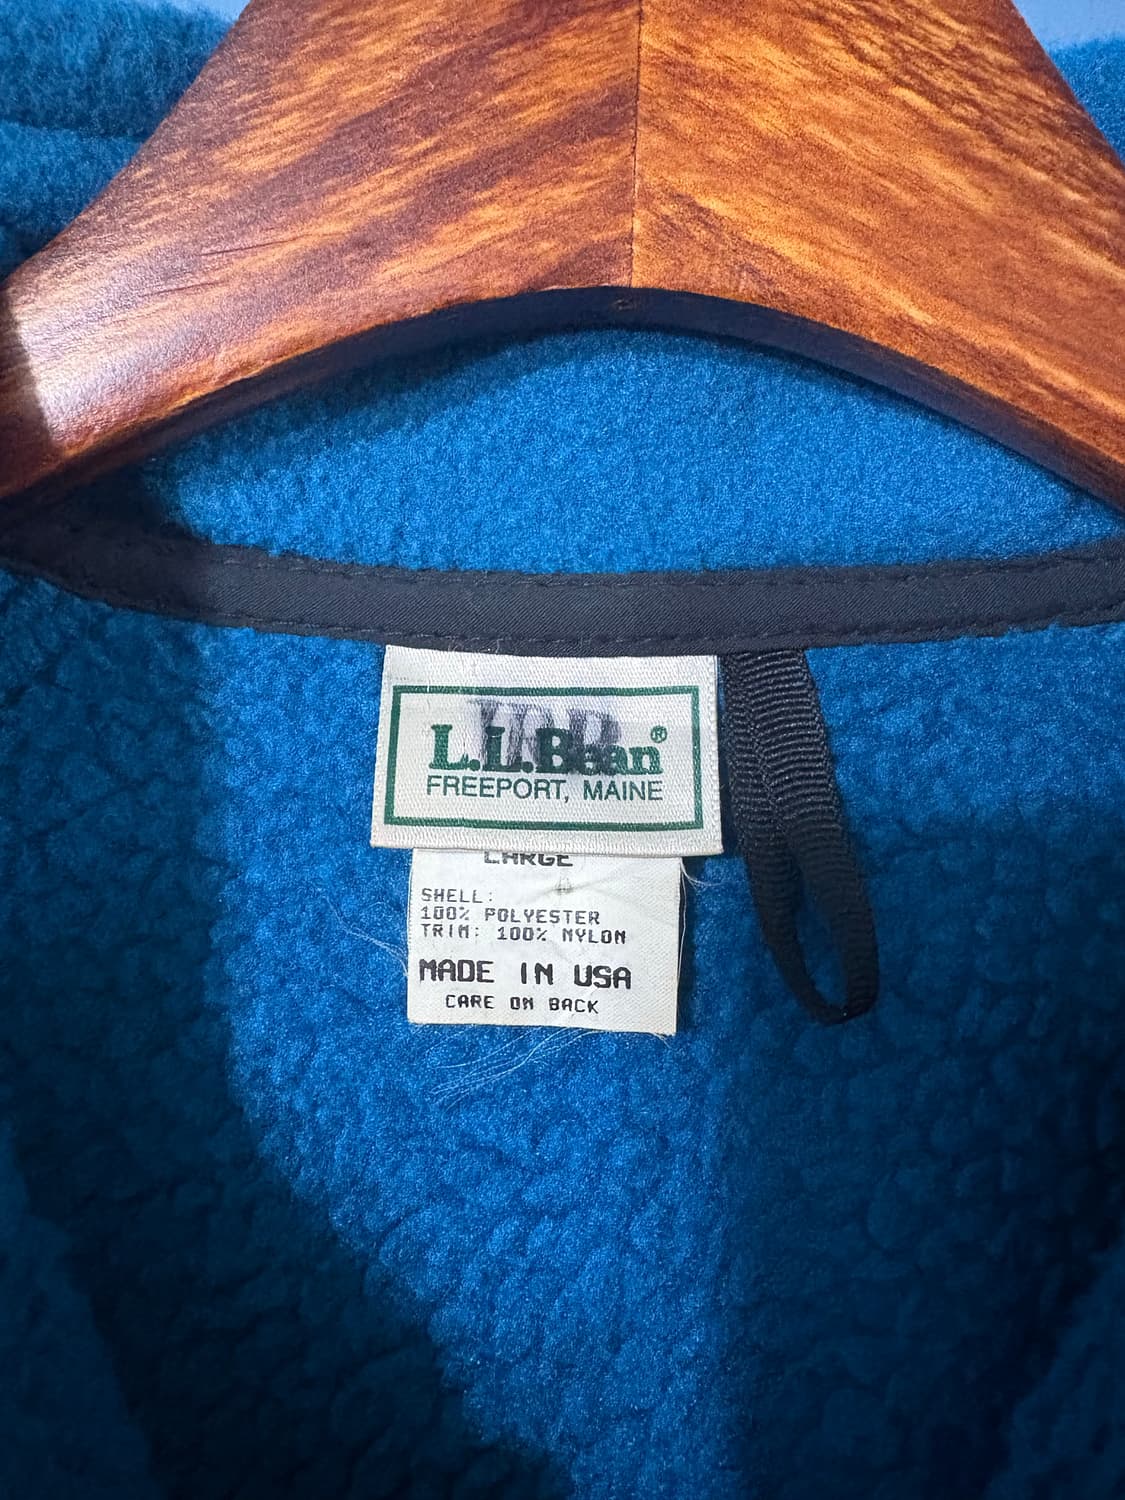 L.L.Bean®
FREEPORT, MAINE
LARGE
SHELL:
100% POLYESTER
TRIM: 100% NYLON
MADE IN USA
CARE ON BACK